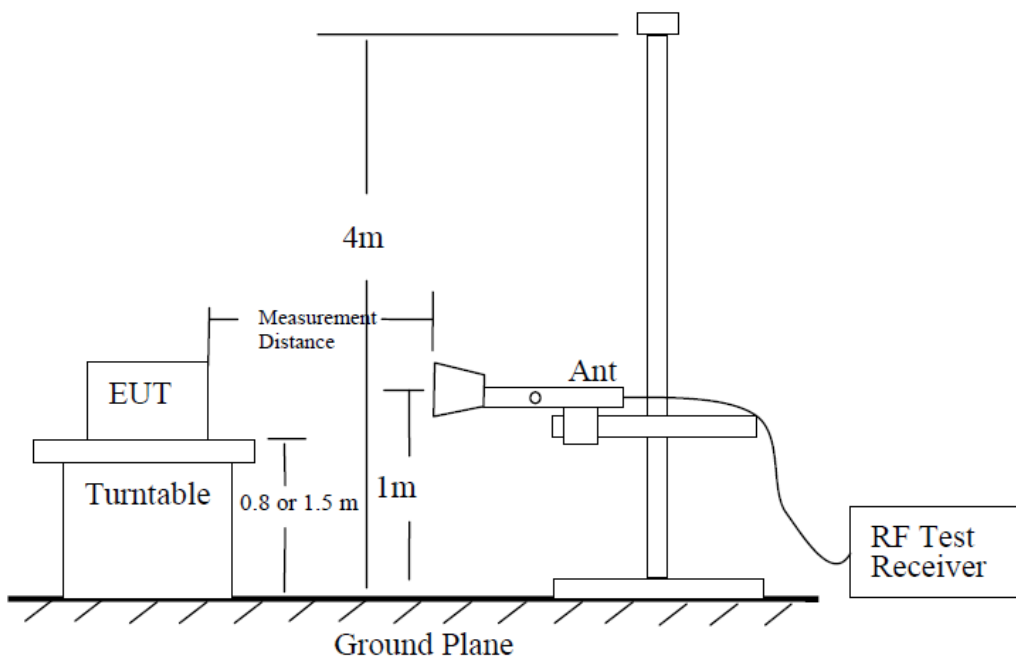 4m
Measurement
Distance
EUT
Ant
Turntable
0.8 or 1.5 m
1m
RF Test
Receiver
Ground Plane